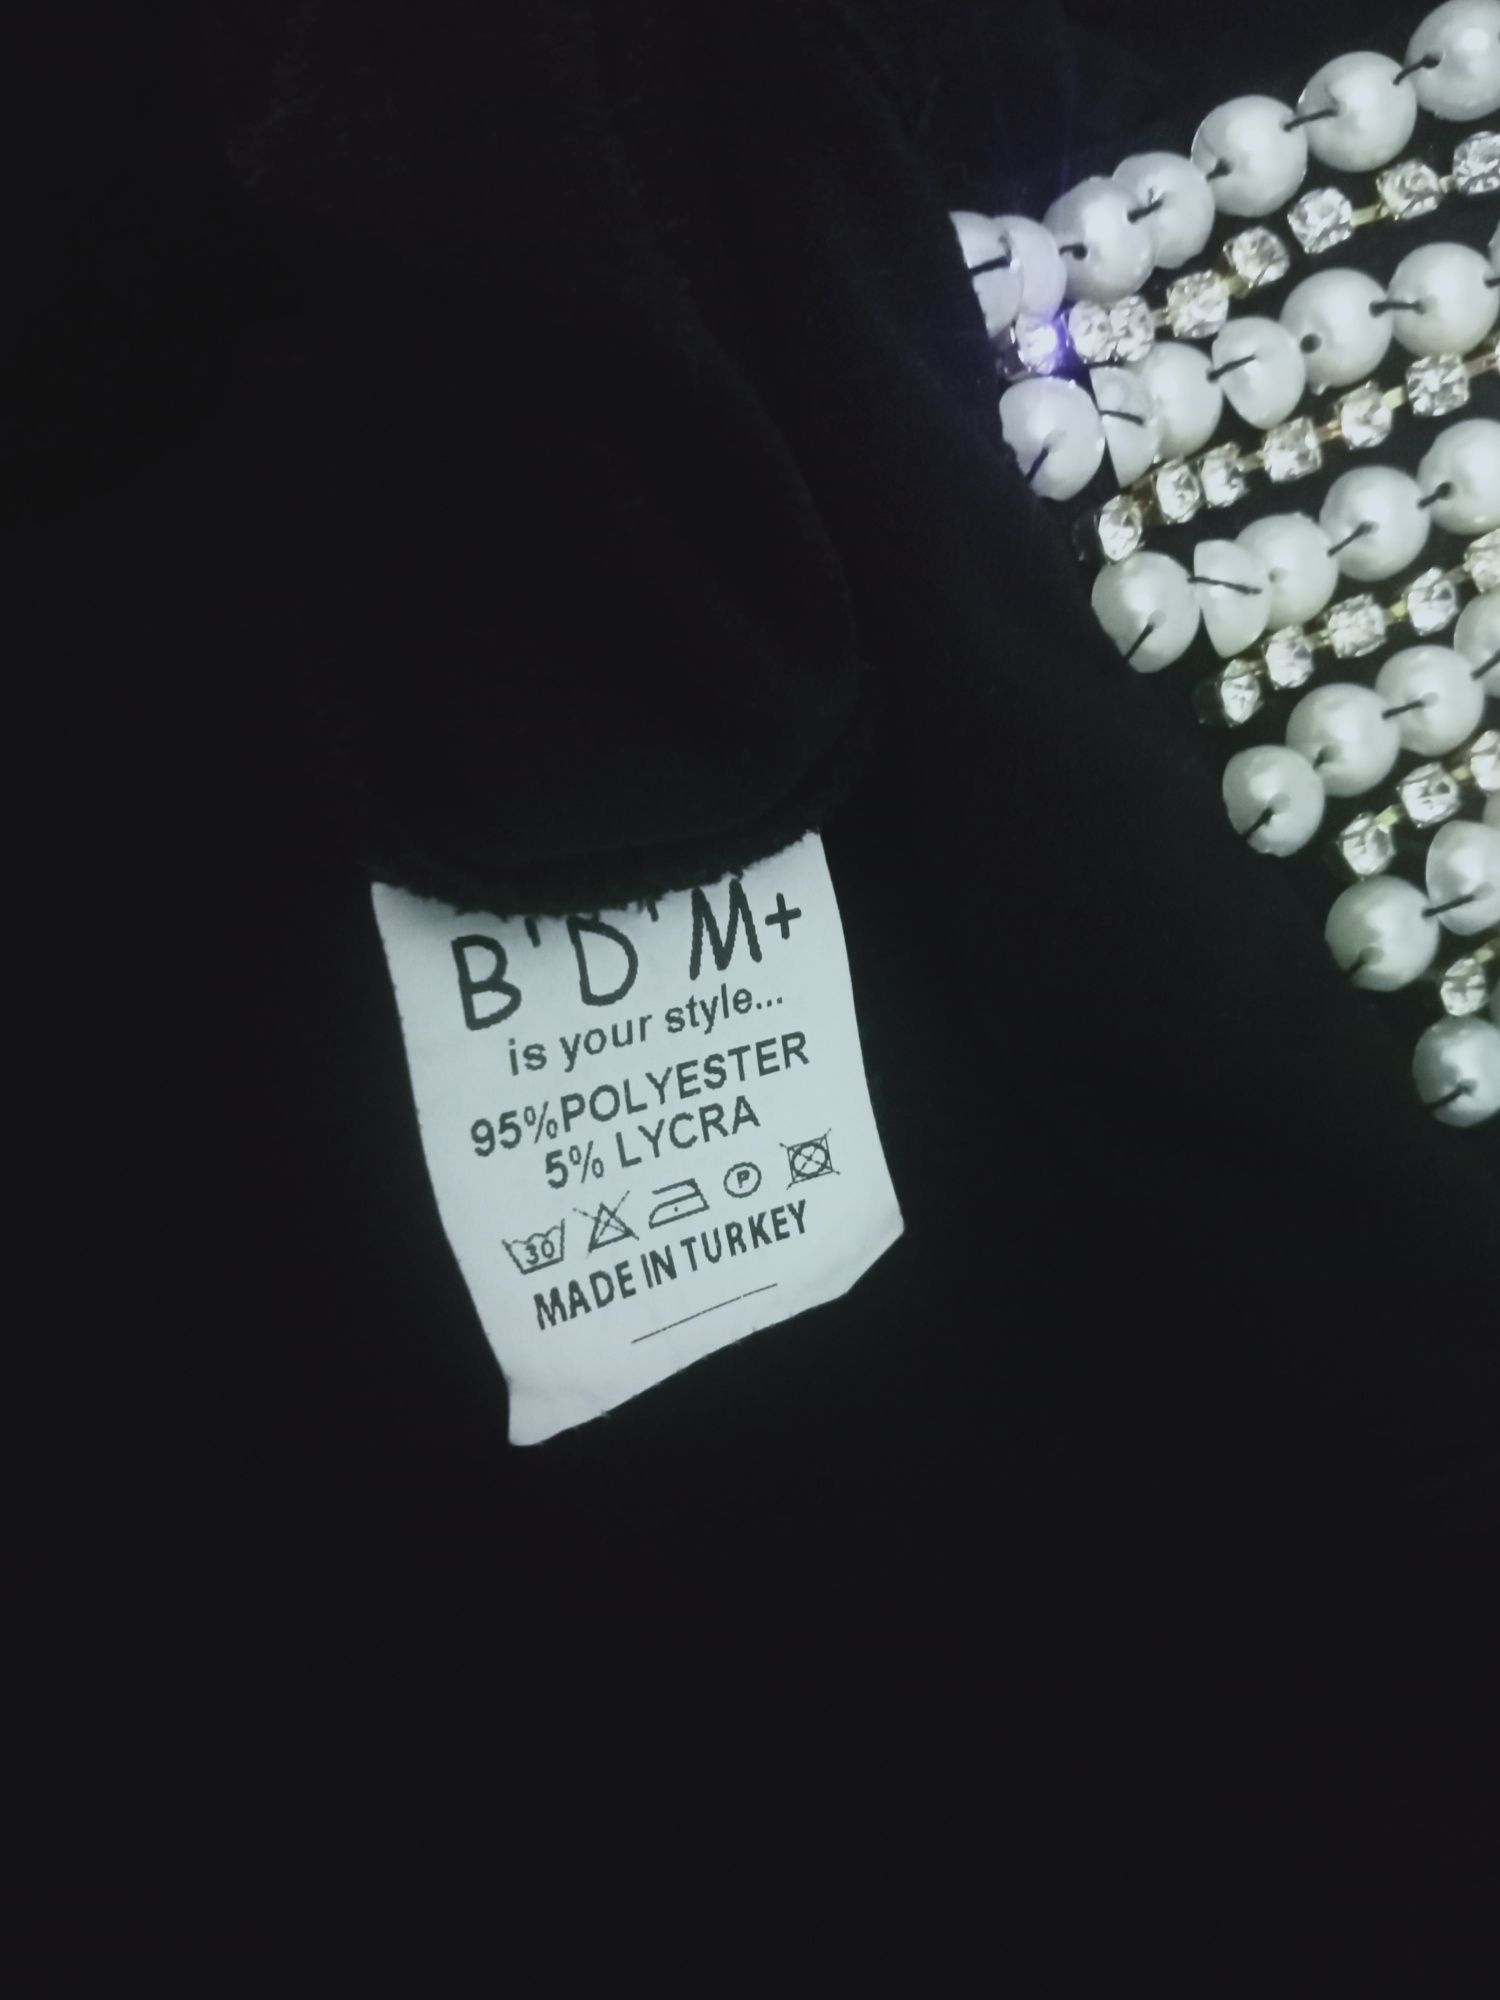 B'D'M+
is your style...
95%POLYESTER
5% LYCRA
30 P
MADE IN TURKEY